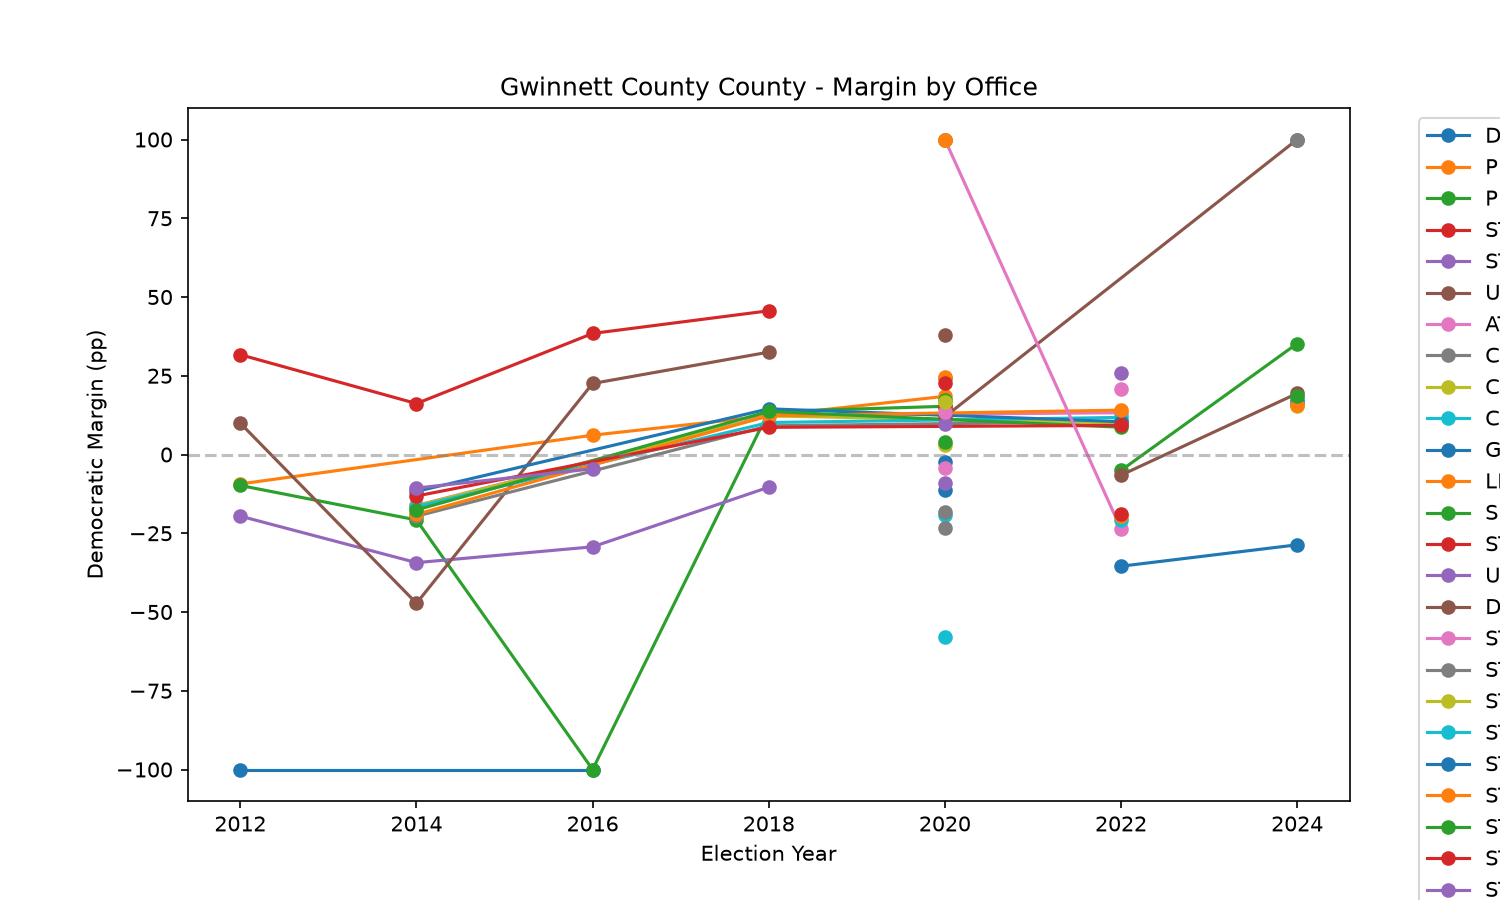 Gwinnett County County - Margin by Office
Democratic Margin (pp)
100
75
50
25
0
−25
−50
−75
−100
2012 2014 2016 2018 2020 2022 2024
Election Year
D
P
P
ST
ST
U
AT
C
C
C
G
LI
S
ST
U
D
ST
ST
ST
ST
ST
ST
ST
ST
ST